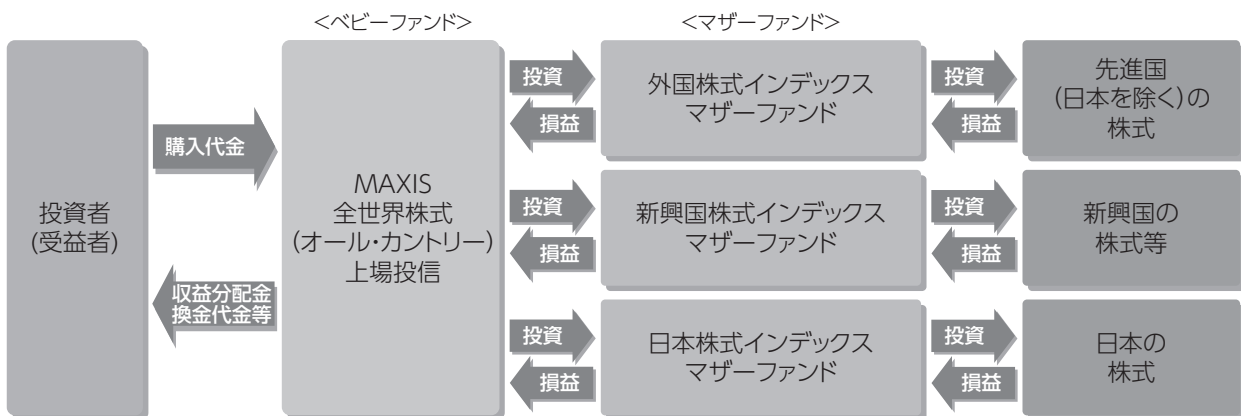 <ベビーファンド>
<マザーファンド>
投資者
(受益者)
購入代金
収益分配金
換金代金等
MAXIS
全世界株式
(オール・カントリー)
上場投信
投資
損益
外国株式インデックス
マザーファンド
投資
損益
先進国
(日本を除く)の
株式
投資
損益
新興国株式インデックス
マザーファンド
投資
損益
新興国の
株式等
投資
損益
日本株式インデックス
マザーファンド
投資
損益
日本の
株式